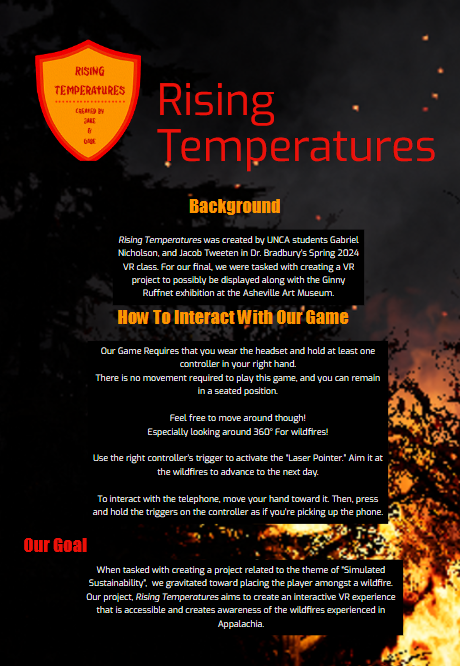 RISING
TEMPERATURES
CREATED BY
JAKE
&
GABE
Rising
Temperatures
Background
Rising Temperatures was created by UNCA students Gabriel
Nicholson, and Jacob Tweeten in Dr. Bradbury's Spring 2024
VR class. For our final, we were tasked with creating a VR
project to possibly be displayed along with the Ginny
Ruffnet exhibition at the Asheville Art Museum.
How To Interact With Our Game
Our Game Requires that you wear the headset and hold at least one
controller in your right hand.
There is no movement required to play this game, and you can remain
in a seated position.
Feel free to move around though!
Especially looking around 360° For wildfires!
Use the right controller's trigger to activate the "Laser Pointer." Aim it at
the wildfires to advance to the next day.
To interact with the telephone, move your hand toward it. Then, press
and hold the triggers on the controller as if you're picking up the phone.
Our Goal
When tasked with creating a project related to the theme of "Simulated
Sustainability", we gravitated toward placing the player amongst a wildfire.
Our project, Rising Temperatures aims to create an interactive VR experience
that is accessible and creates awareness of the wildfires experienced in
Appalachia.